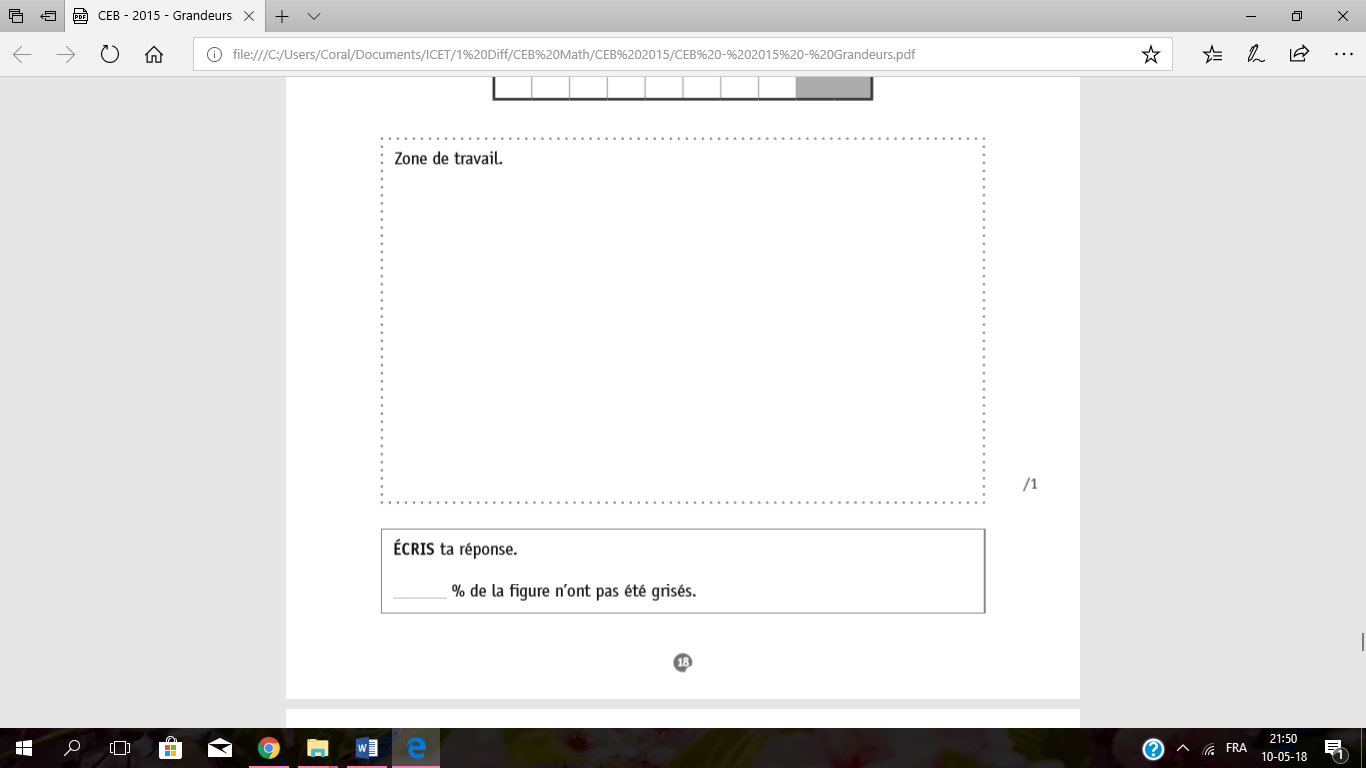 CEB - 2015 - Grandeurs
file:///C:/Users/Coral/Documents/ICET/1%20Diff/CEB%20Math/CEB%202015/CEB%20-%202015%20-%20Grandeurs.pdf
Zone de travail.
/1
ÉCRIS ta réponse.
______ % de la figure n'ont pas été grisés.
18
FRA
21:50
10-05-18
1